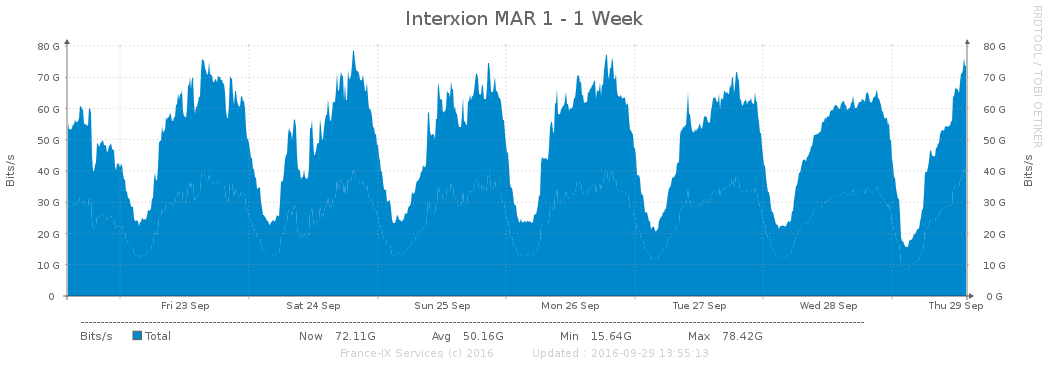 Interxion MAR 1 - 1 Week
RRDTOOL / TOBI OETIKER
Bits/s
Bits/s
80 G 80 G
70 G 70 G
60 G 60 G
50 G 50 G
40 G 40 G
30 G 30 G
20 G 20 G
10 G 10 G
0 0 G
Fri 23 Sep Sat 24 Sep Sun 25 Sep Mon 26 Sep Tue 27 Sep Wed 28 Sep Thu 29 Sep
Bits/s Total Now 72.11G Avg 50.16G Min 15.64G Max 78.42G
France-IX Services (c) 2016 Updated : 2016-09-29 13:55:13